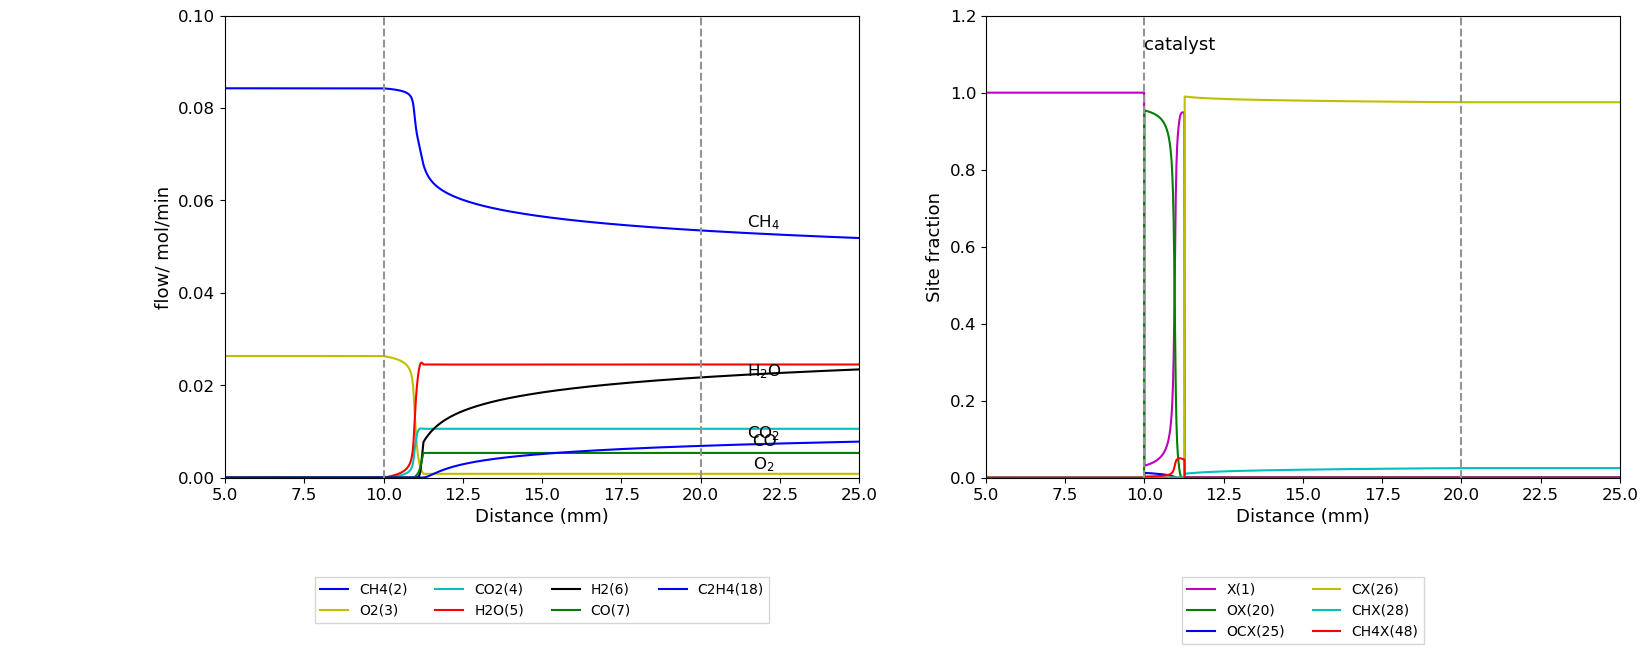 0.10
0.08
0.06
0.04
0.02
0.00
flow/ mol/min
CH₄
H₂O
CO₂
CO
O₂
5.0 7.5 10.0 12.5 15.0 17.5 20.0 22.5 25.0
Distance (mm)
CH4(2) CO2(4) H2(6) C2H4(18)
O2(3) H2O(5) CO(7)
1.2
1.0
0.8
0.6
0.4
0.2
0.0
Site fraction
catalyst
5.0 7.5 10.0 12.5 15.0 17.5 20.0 22.5 25.0
Distance (mm)
X(1) CX(26)
OX(20) CHX(28)
OCX(25) CH4X(48)